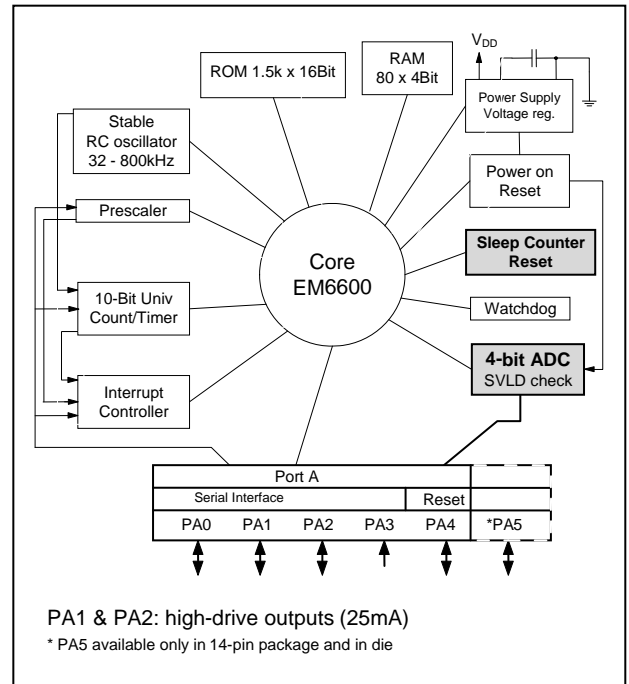 ROM 1.5k x 16Bit
RAM
80 x 4Bit
VDD
Power Supply
Voltage reg.
Stable
RC oscillator
32 - 800kHz
Power on
Reset
Prescaler
Core
EM6600
Sleep Counter
Reset
10-Bit Univ
Count/Timer
Watchdog
4-bit ADC
SVLD check
Interrupt
Controller
Port A
Serial Interface Reset
PA0 PA1 PA2 PA3 PA4 *PA5
PA1 & PA2: high-drive outputs (25mA)
* PA5 available only in 14-pin package and in die